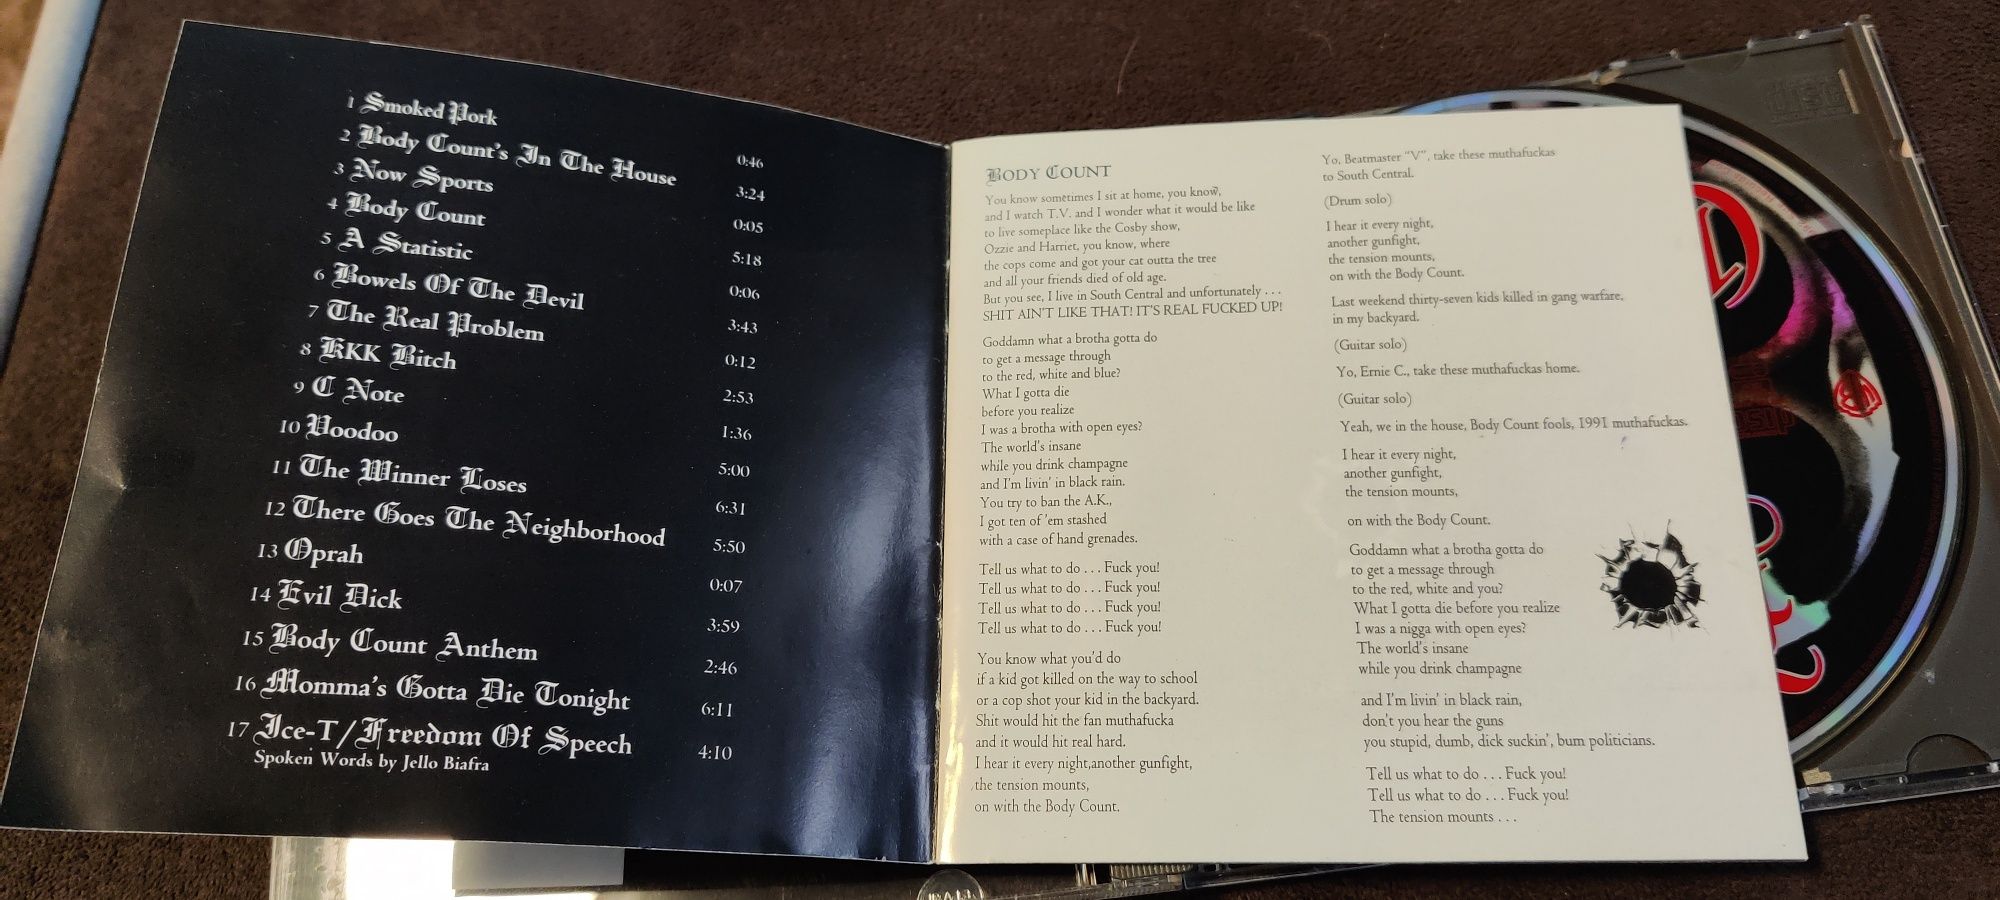 1 Smoked Pork 0:46
2 Body Count's In The House 3:24
3 Now Sports 0:05
4 Body Count 5:18
5 A Statistic 0:06
6 Bowels Of The Devil 3:43
7 The Real Problem 0:12
8 KKK Bitch 2:53
9 C Note 1:36
10 Voodoo 5:00
11 The Winner Loses 6:31
12 There Goes The Neighborhood 5:50
13 Oprah 0:07
14 Evil Dick 3:59
15 Body Count Anthem 2:46
16 Momma's Gotta Die Tonight 6:11
17 Ice-T/Freedom Of Speech 4:10
Spoken Words by Jello Biafra
BODY COUNT
You know sometimes I sit at home, you know,
and I watch T.V. and I wonder what it would be like
to live someplace like the Cosby show,
Ozzie and Harriet, you know, where
the cops come and got your cat outta the tree
and all your friends died of old age.
But you see, I live in South Central and unfortunately . . .
SHIT AIN'T LIKE THAT! IT'S REAL FUCKED UP!
Goddamn what a brotha gotta do
to get a message through
to the red, white and blue?
What I gotta die
before you realize
I was a brotha with open eyes?
The world's insane
while you drink champagne
and I'm livin' in black rain.
You try to ban the A.K.,
I got ten of 'em stashed
with a case of hand grenades.
Tell us what to do . . . Fuck you!
Tell us what to do . . . Fuck you!
Tell us what to do . . . Fuck you!
Tell us what to do . . . Fuck you!
You know what you'd do
if a kid got killed on the way to school
or a cop shot your kid in the backyard.
Shit would hit the fan muthafucka
and it would hit real hard.
I hear it every night,another gunfight,
the tension mounts,
on with the Body Count.
Yo, Beatmaster "V", take these muthafuckas
to South Central.
(Drum solo)
I hear it every night,
another gunfight,
the tension mounts,
on with the Body Count.
Last weekend thirty-seven kids killed in gang warfare,
in my backyard.
(Guitar solo)
Yo, Ernie C., take these muthafuckas home.
(Guitar solo)
Yeah, we in the house, Body Count fools, 1991 muthafuckas.
I hear it every night,
another gunfight,
the tension mounts,
on with the Body Count.
Goddamn what a brotha gotta do
to get a message through
to the red, white and you?
What I gotta die before you realize
I was a nigga with open eyes?
The world's insane
while you drink champagne
and I'm livin' in black rain,
don't you hear the guns
you stupid, dumb, dick suckin', bum politicians.
Tell us what to do . . . Fuck you!
Tell us what to do . . . Fuck you!
The tension mounts . . .